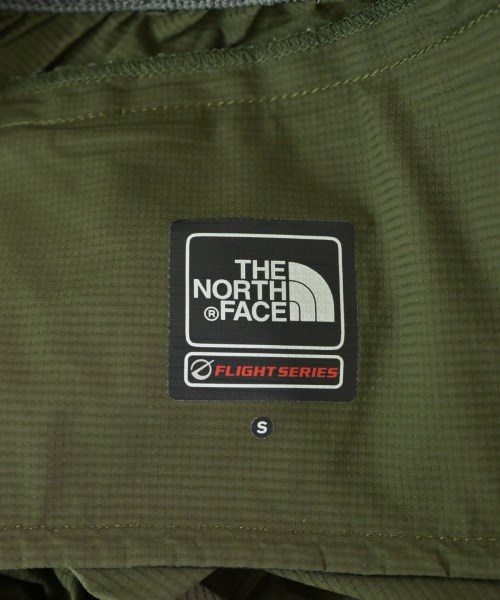 THE
NORTH
® FACE
FLIGHT SERIES
S